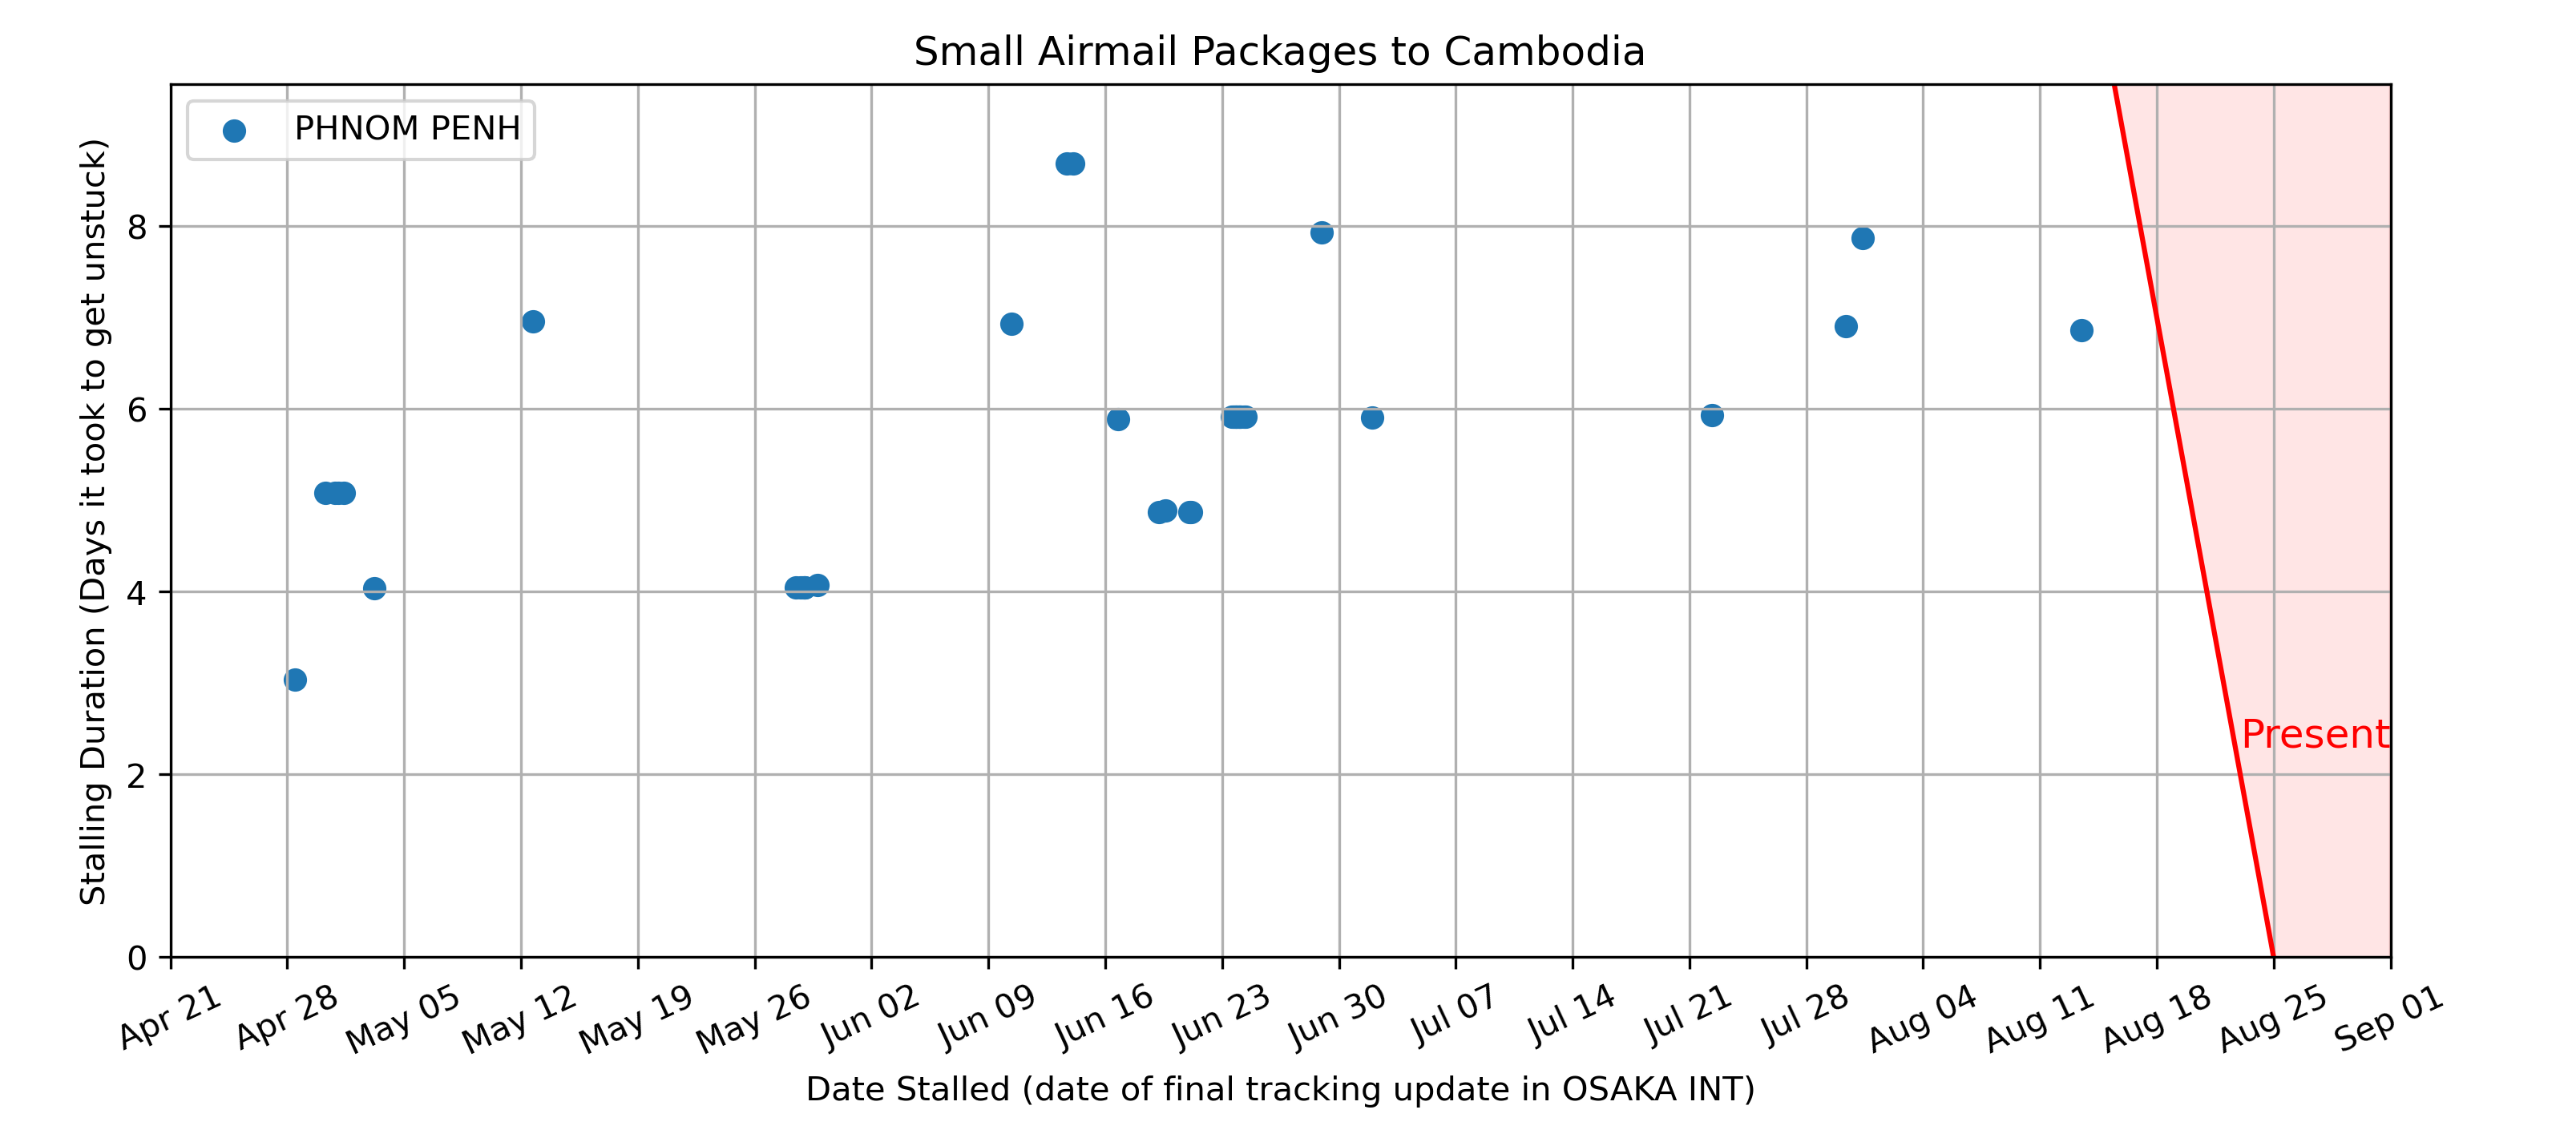 Small Airmail Packages to Cambodia
PHNOM PENH
Stalling Duration (Days it took to get unstuck)
8
6
4
2
0
Present
Apr 21
Apr 28
May 05
May 12
May 19
May 26
Jun 02
Jun 09
Jun 16
Jun 23
Jun 30
Jul 07
Jul 14
Jul 21
Jul 28
Aug 04
Aug 11
Aug 18
Aug 25
Sep 01
Date Stalled (date of final tracking update in OSAKA INT)